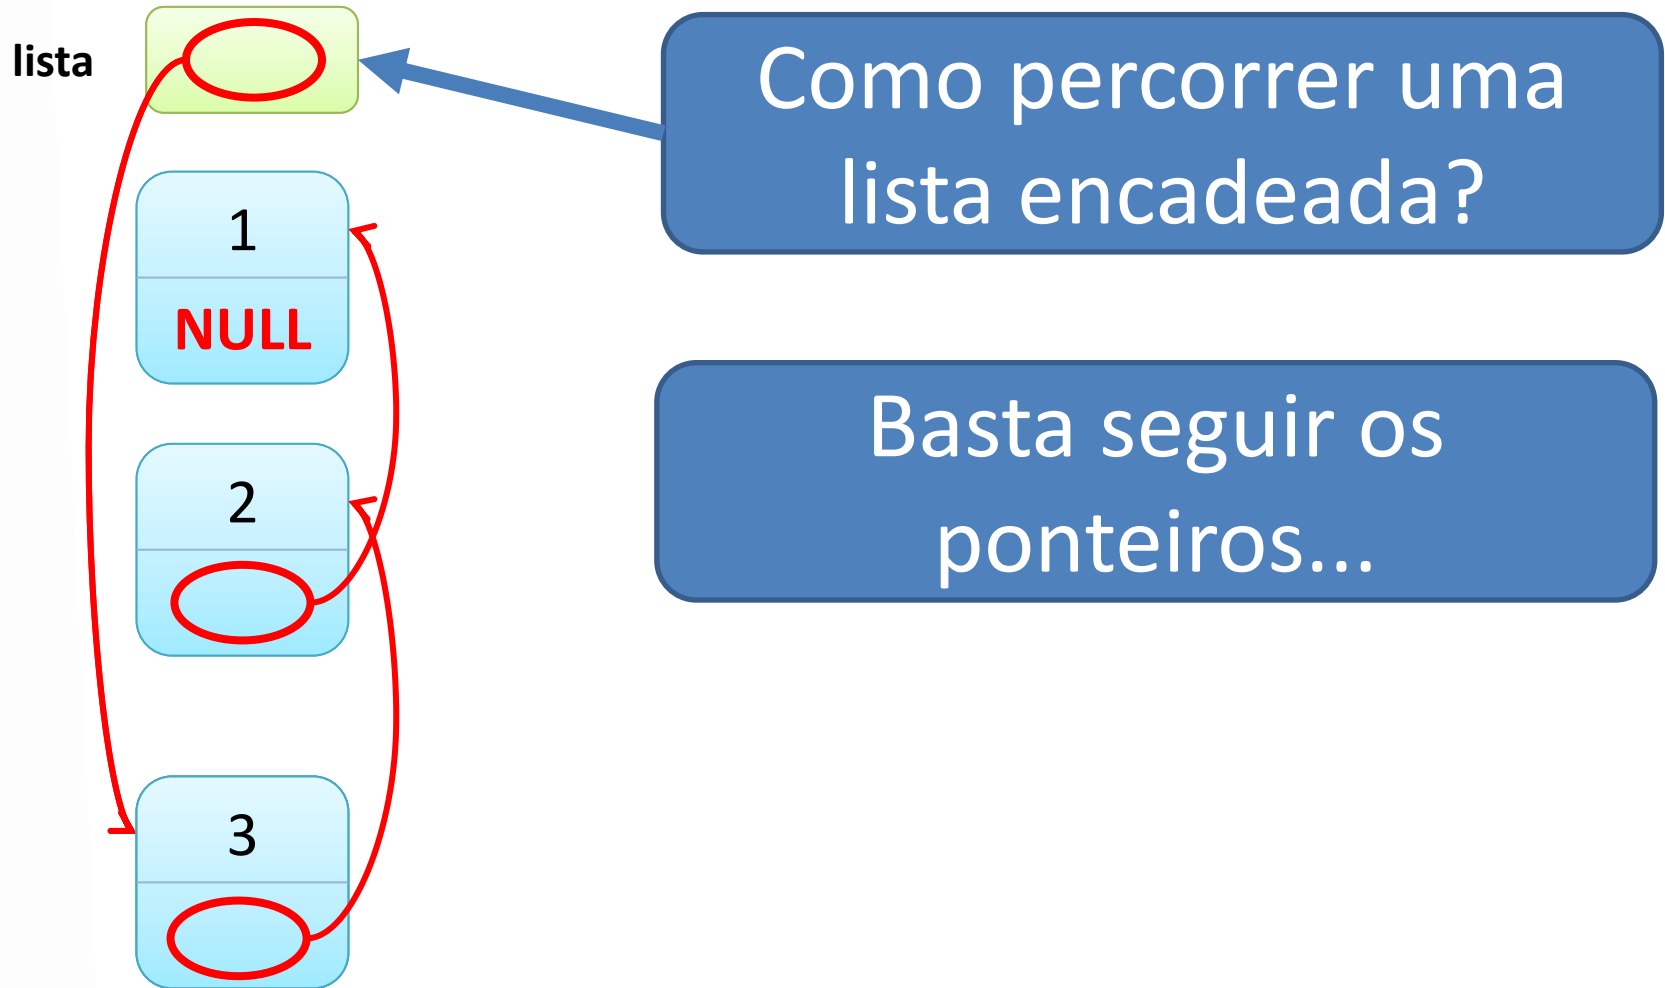 lista
Como percorrer uma
lista encadeada?
1
NULL
Basta seguir os
ponteiros...
2
3